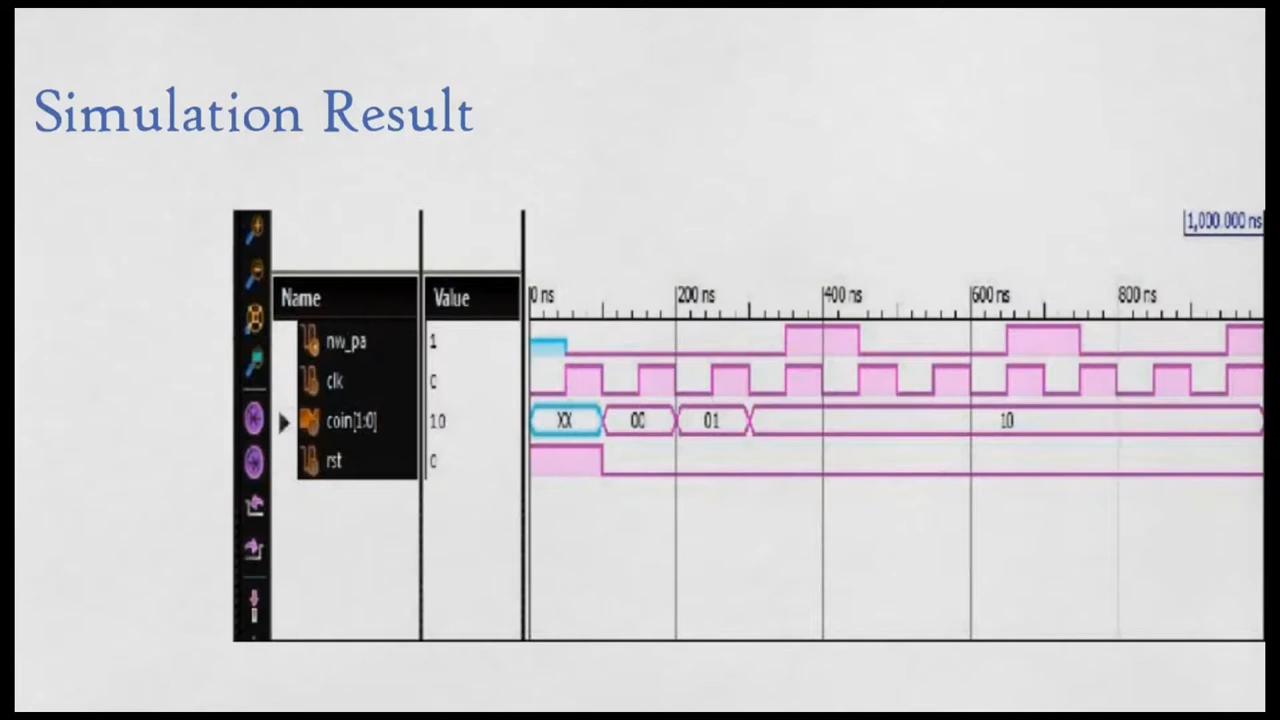 Simulation Result
1,000.000 ns
Name Value 0 ns 200 ns 400 ns 600 ns 800 ns
nw_pa 1
clk 0
coin[1:0] 10 XX 00 01 10
rst 0